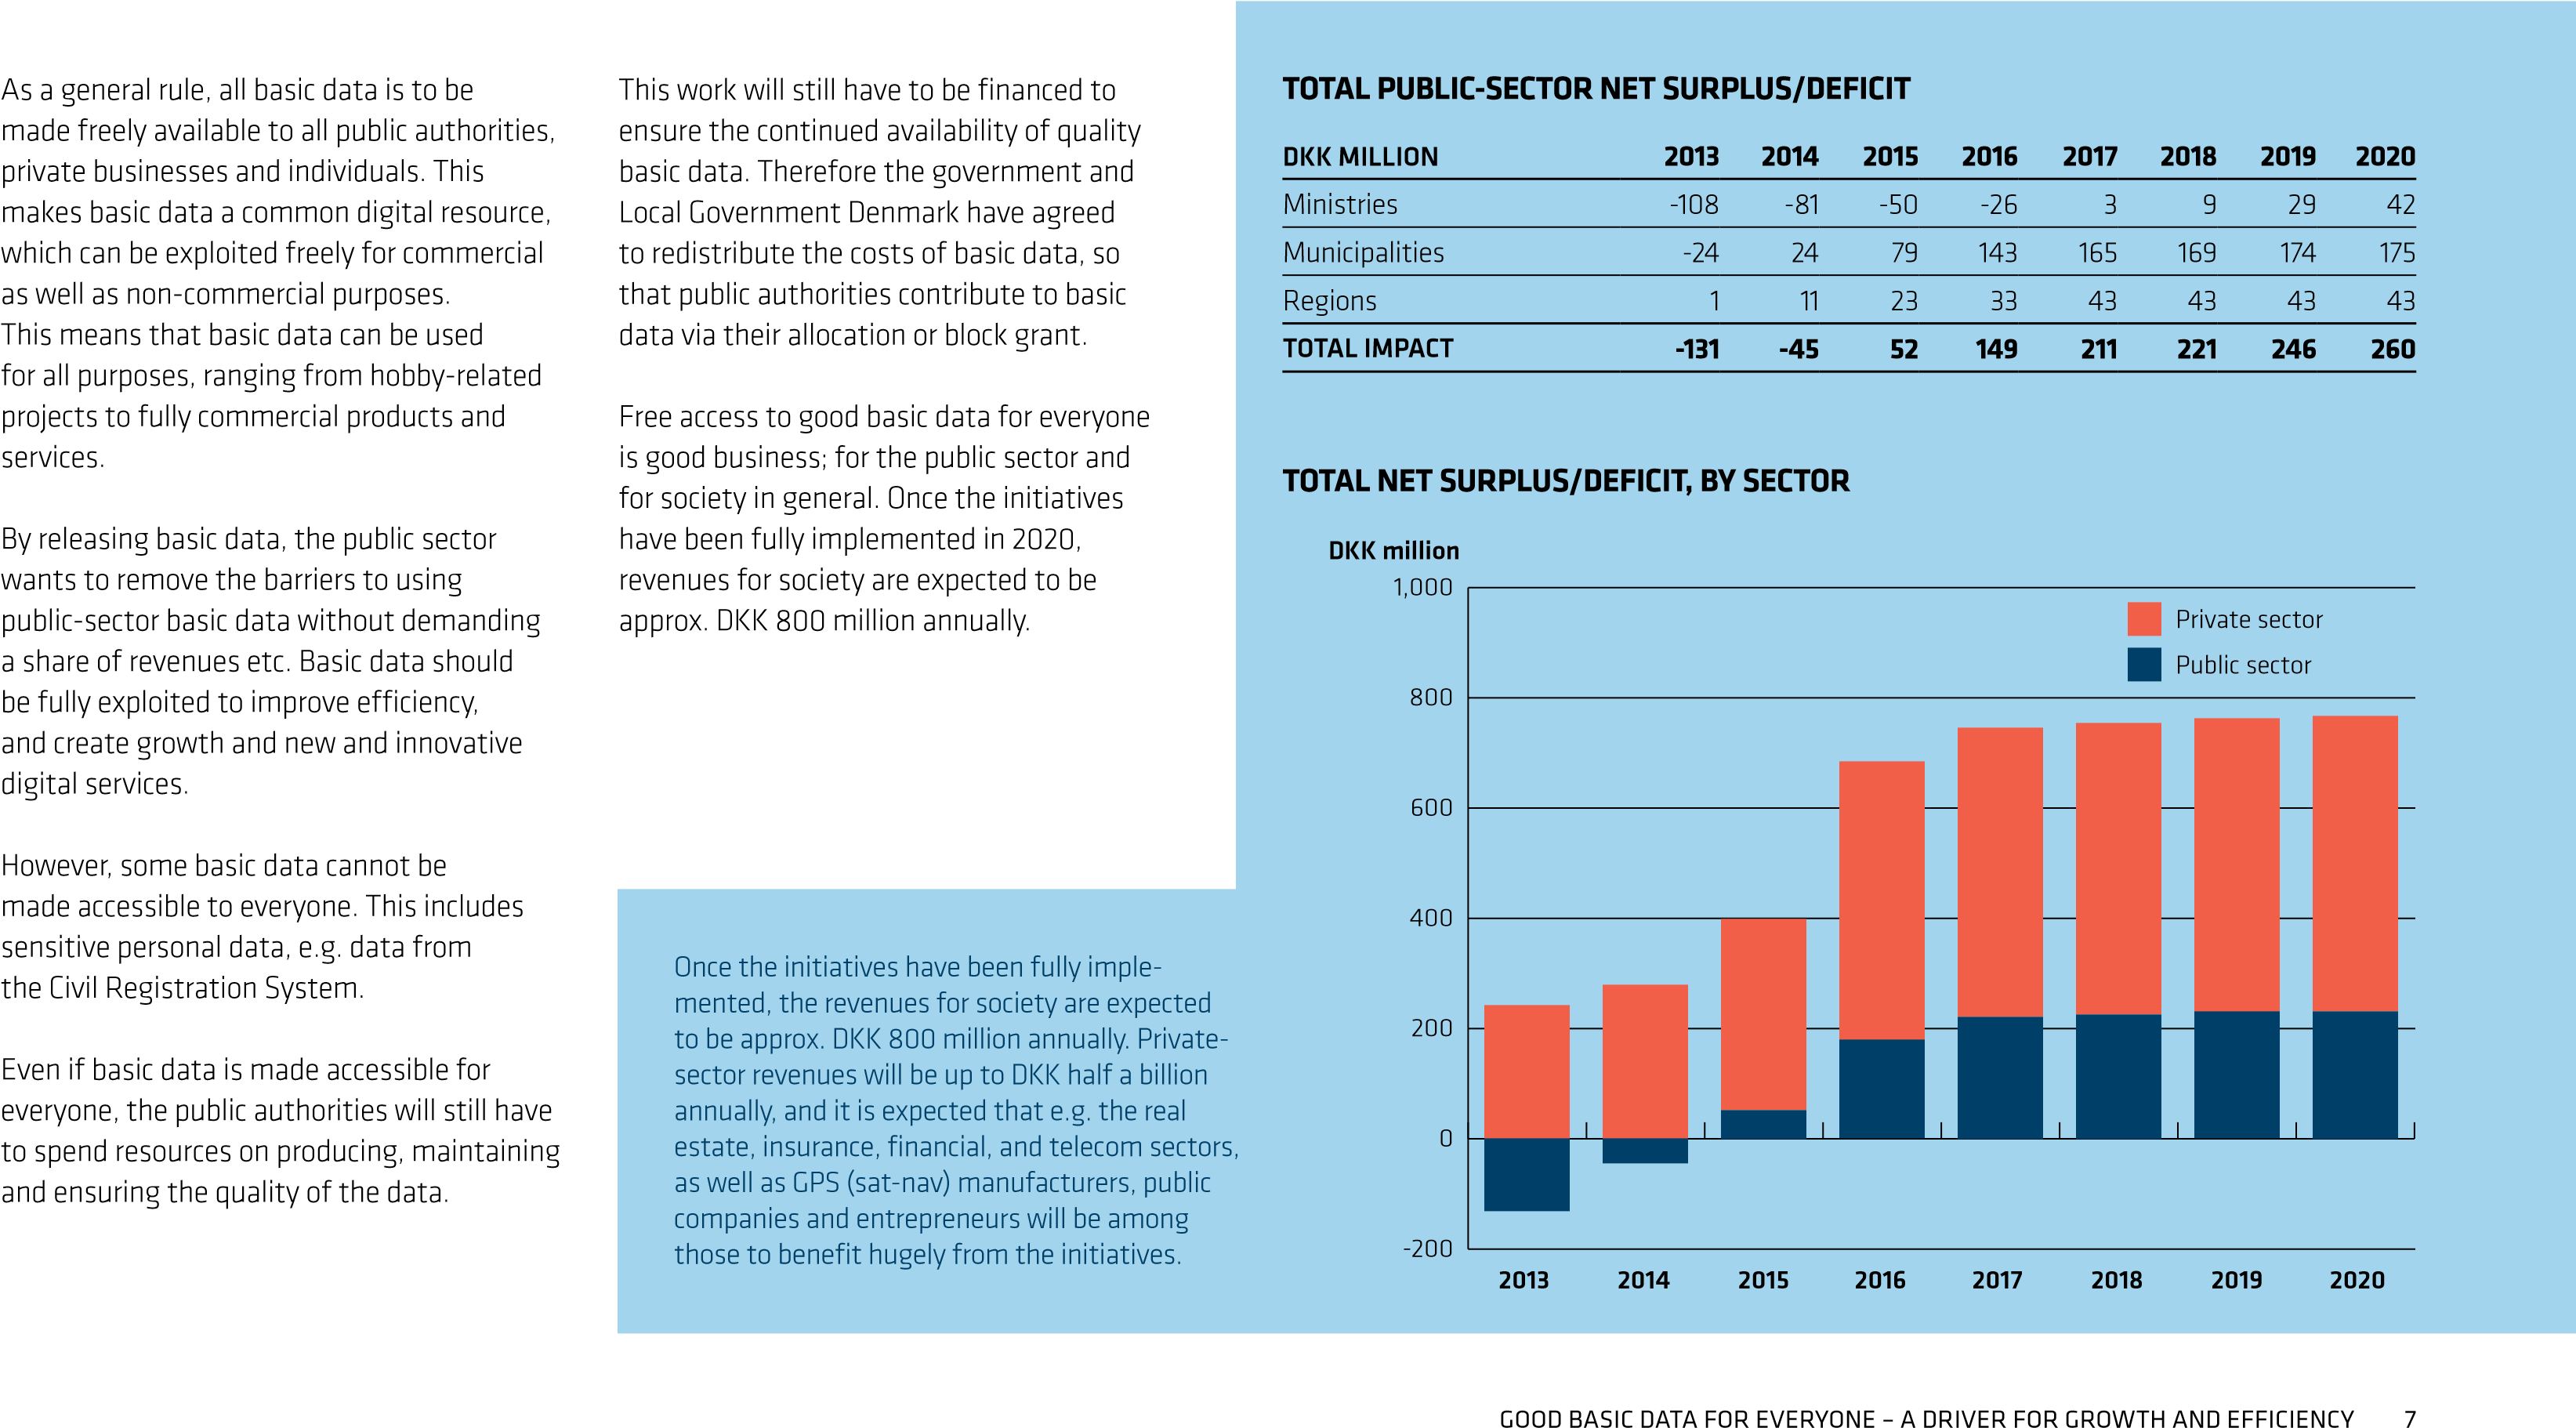 As a general rule, all basic data is to be
made freely available to all public authorities,
private businesses and individuals. This
makes basic data a common digital resource,
which can be exploited freely for commercial
as well as non-commercial purposes.
This means that basic data can be used
for all purposes, ranging from hobby-related
projects to fully commercial products and
services.
By releasing basic data, the public sector
wants to remove the barriers to using
public-sector basic data without demanding
a share of revenues etc. Basic data should
be fully exploited to improve efficiency,
and create growth and new and innovative
digital services.
However, some basic data cannot be
made accessible to everyone. This includes
sensitive personal data, e.g. data from
the Civil Registration System.
Even if basic data is made accessible for
everyone, the public authorities will still have
to spend resources on producing, maintaining
and ensuring the quality of the data.
This work will still have to be financed to
ensure the continued availability of quality
basic data. Therefore the government and
Local Government Denmark have agreed
to redistribute the costs of basic data, so
that public authorities contribute to basic
data via their allocation or block grant.
Free access to good basic data for everyone
is good business; for the public sector and
for society in general. Once the initiatives
have been fully implemented in 2020,
revenues for society are expected to be
approx. DKK 800 million annually.
Once the initiatives have been fully imple-
mented, the revenues for society are expected
to be approx. DKK 800 million annually. Private-
sector revenues will be up to DKK half a billion
annually, and it is expected that e.g. the real
estate, insurance, financial, and telecom sectors,
as well as GPS (sat-nav) manufacturers, public
companies and entrepreneurs will be among
those to benefit hugely from the initiatives.
TOTAL PUBLIC-SECTOR NET SURPLUS/DEFICIT
DKK MILLION 2013 2014 2015 2016 2017 2018 2019 2020
Ministries -108 -81 -50 -26 3 9 29 42
Municipalities -24 24 79 143 165 169 174 175
Regions 1 11 23 33 43 43 43 43
TOTAL IMPACT -131 -45 52 149 211 221 246 260
TOTAL NET SURPLUS/DEFICIT, BY SECTOR
DKK million
1,000
Private sector
Public sector
800
600
400
200
0
-200
2013 2014 2015 2016 2017 2018 2019 2020
GOOD BASIC DATA FOR EVERYONE – A DRIVER FOR GROWTH AND EFFICIENCY 7